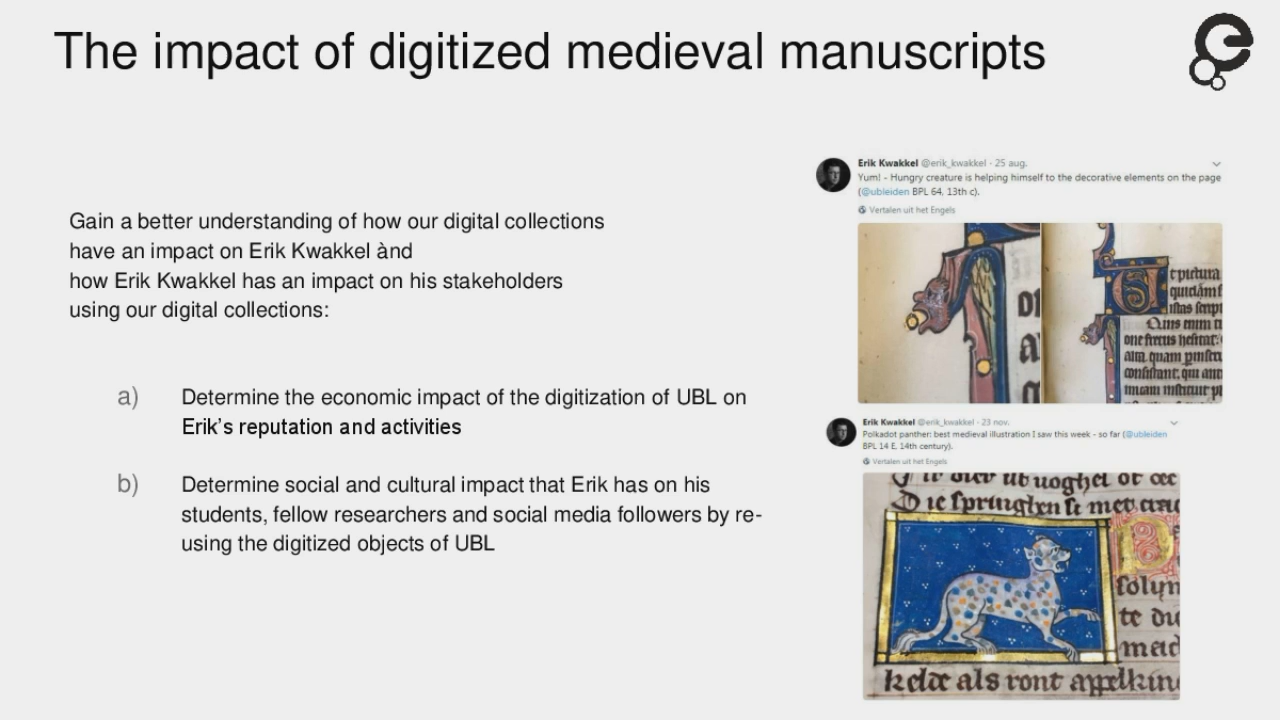 The impact of digitized medieval manuscripts
Gain a better understanding of how our digital collections
have an impact on Erik Kwakkel ànd
how Erik Kwakkel has an impact on his stakeholders
using our digital collections:
a) Determine the economic impact of the digitization of UBL on
Erik's reputation and activities
b) Determine social and cultural impact that Erik has on his
students, fellow researchers and social media followers by re-
using the digitized objects of UBL
Erik Kwakkel @erik_kwakkel · 25 aug.
Yum! - Hungry creature is helping himself to the decorative elements on the page
(@ubleiden BPL 64, 13th c).
Vertalen uit het Engels
Erik Kwakkel @erik_kwakkel · 23 nov.
Polkadot panther: best medieval illustration I saw this week - so far (@ubleiden
BPL 14 E, 14th century).
Vertalen uit het Engels
kelde als ront